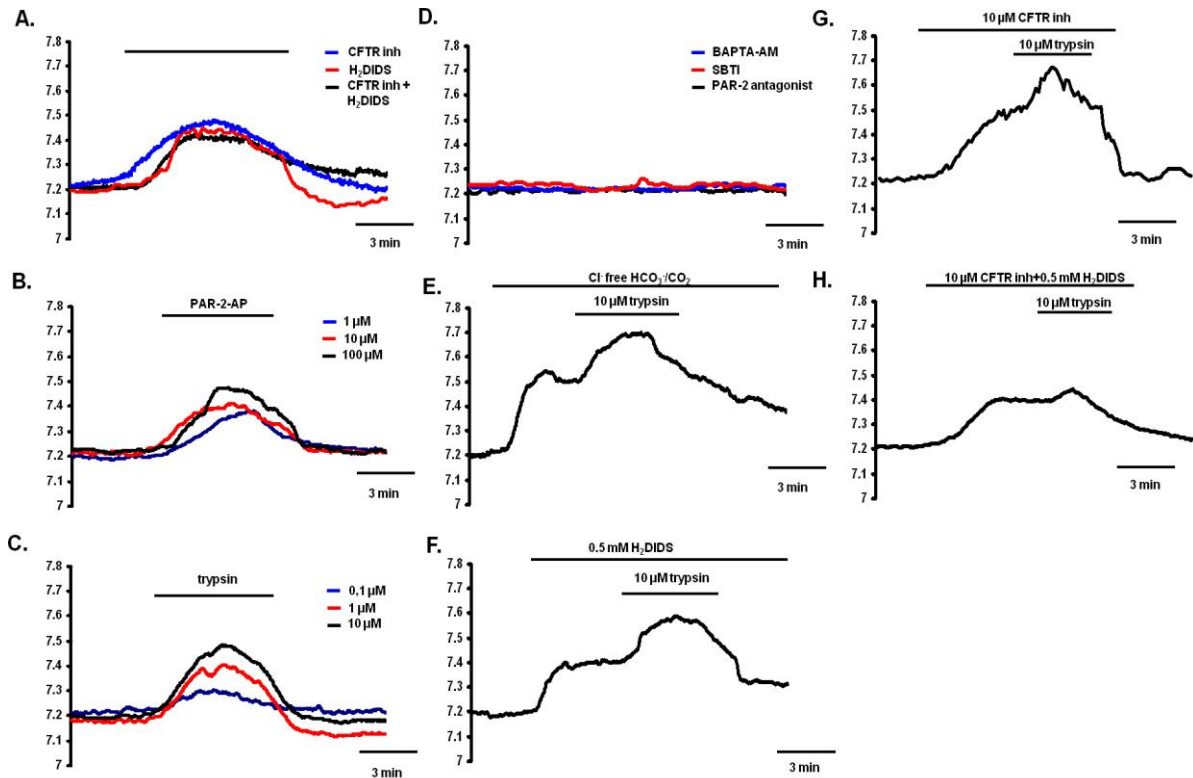 A.
7.8
7.7
7.6
7.5
7.4
7.3
7.2
7.1
7
CFTR inh
H₂DIDS
CFTR inh +
H₂DIDS
3 min
B.
7.8
7.7
7.6
7.5
7.4
7.3
7.2
7.1
7
PAR-2-AP
1 µM
10 µM
100 µM
3 min
C.
7.8
7.7
7.6
7.5
7.4
7.3
7.2
7.1
7
trypsin
0,1 µM
1 µM
10 µM
3 min
D.
7.8
7.7
7.6
7.5
7.4
7.3
7.2
7.1
7
BAPTA-AM
SBTI
PAR-2 antagonist
3 min
E.
7.8
7.7
7.6
7.5
7.4
7.3
7.2
7.1
7
Cl⁻ free HCO₃⁻/CO₂
10 µM trypsin
3 min
F.
7.8
7.7
7.6
7.5
7.4
7.3
7.2
7.1
7
0.5 mM H₂DIDS
10 µM trypsin
3 min
G.
7.8
7.7
7.6
7.5
7.4
7.3
7.2
7.1
7
10 µM CFTR inh
10 µM trypsin
3 min
H.
7.8
7.7
7.6
7.5
7.4
7.3
7.2
7.1
7
10 µM CFTR inh+0.5 mM H₂DIDS
10 µM trypsin
3 min